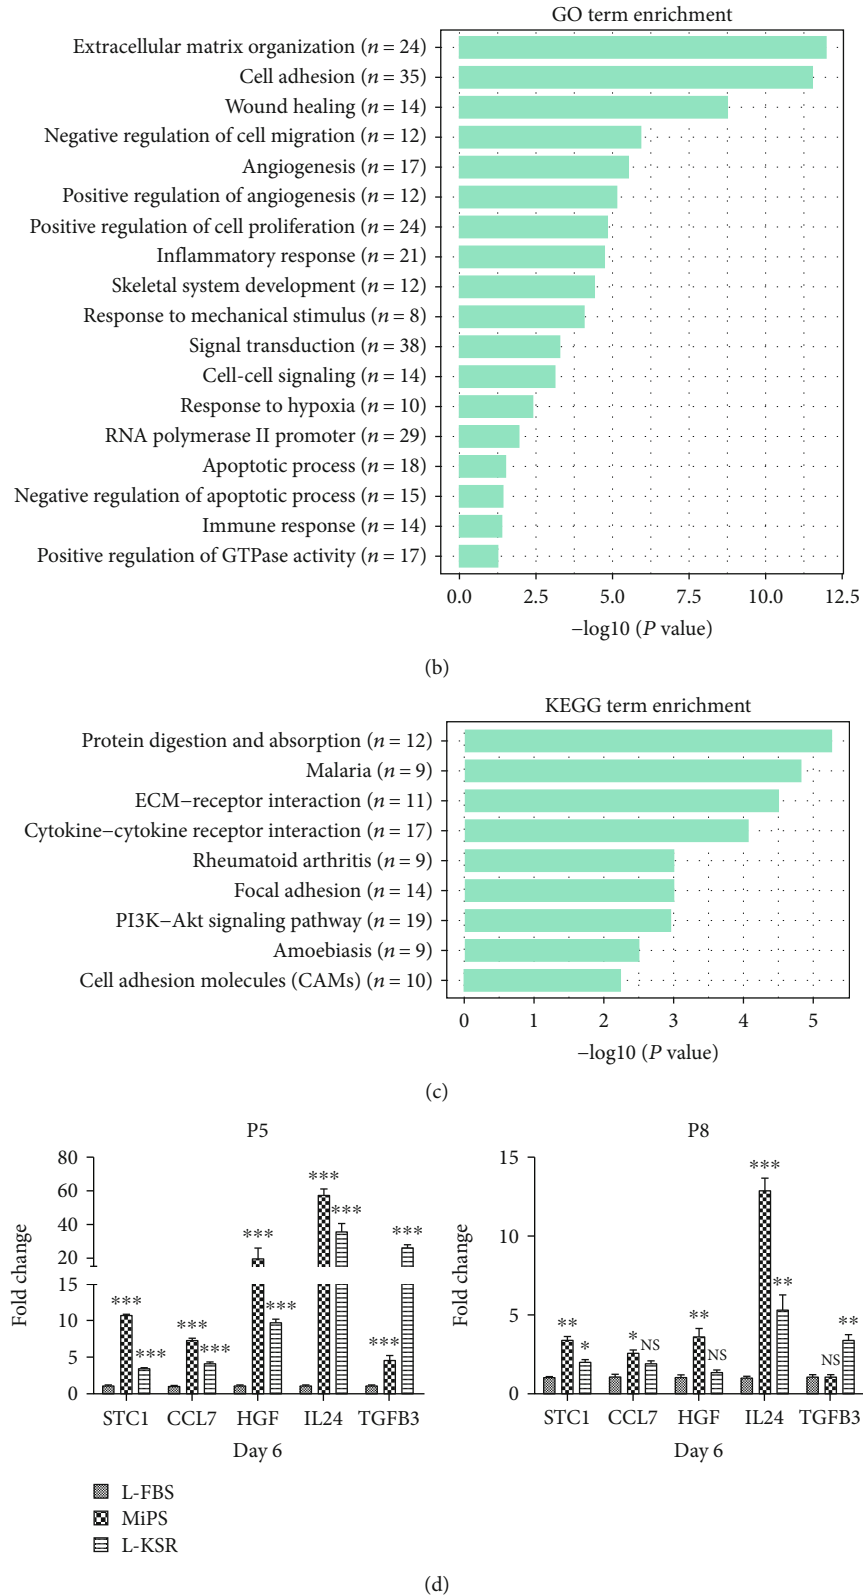 GO term enrichment
Extracellular matrix organization (n = 24)
Cell adhesion (n = 35)
Wound healing (n = 14)
Negative regulation of cell migration (n = 12)
Angiogenesis (n = 17)
Positive regulation of angiogenesis (n = 12)
Positive regulation of cell proliferation (n = 24)
Inflammatory response (n = 21)
Skeletal system development (n = 12)
Response to mechanical stimulus (n = 8)
Signal transduction (n = 38)
Cell-cell signaling (n = 14)
Response to hypoxia (n = 10)
RNA polymerase II promoter (n = 29)
Apoptotic process (n = 18)
Negative regulation of apoptotic process (n = 15)
Immune response (n = 14)
Positive regulation of GTPase activity (n = 17)
0.0 2.5 5.0 7.5 10.0 12.5
−log10 (P value)
(b)
KEGG term enrichment
Protein digestion and absorption (n = 12)
Malaria (n = 9)
ECM−receptor interaction (n = 11)
Cytokine−cytokine receptor interaction (n = 17)
Rheumatoid arthritis (n = 9)
Focal adhesion (n = 14)
PI3K−Akt signaling pathway (n = 19)
Amoebiasis (n = 9)
Cell adhesion molecules (CAMs) (n = 10)
0 1 2 3 4 5
−log10 (P value)
(c)
P5
Fold change
80
60
40
20
15
10
5
0
*** *** *** *** *** *** *** *** *** ***
STC1 CCL7 HGF IL24 TGFB3
Day 6
P8
Fold change
15
10
5
0
** * * NS ** NS *** ** NS **
STC1 CCL7 HGF IL24 TGFB3
Day 6
L-FBS
MiPS
L-KSR
(d)